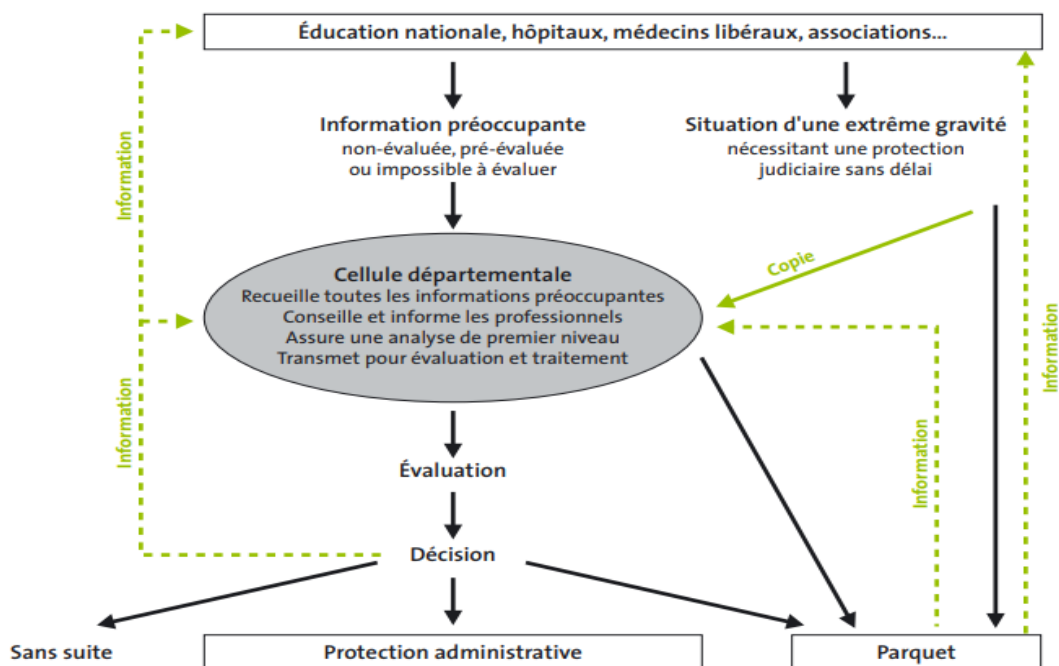 Éducation nationale, hôpitaux, médecins libéraux, associations...
Information préoccupante
non-évaluée, pré-évaluée
ou impossible à évaluer
Situation d'une extrême gravité
nécessitant une protection
judiciaire sans délai
Information
Copie
Cellule départementale
Recueille toutes les informations préoccupantes
Conseille et informe les professionnels
Assure une analyse de premier niveau
Transmet pour évaluation et traitement
Information
Information
Information
Évaluation
Décision
Sans suite
Protection administrative
Parquet